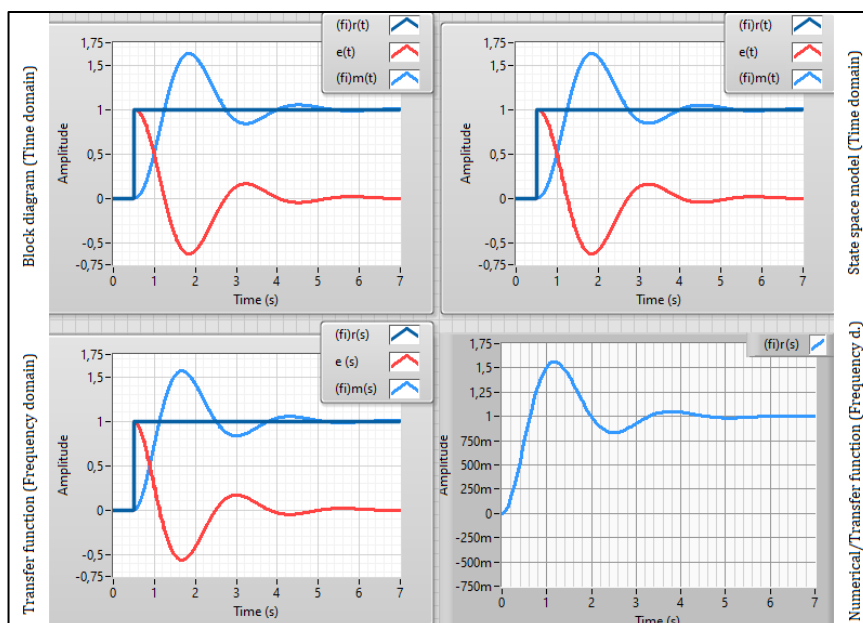 Block diagram (Time domain)
(fi)r(t)
e(t)
(fi)m(t)
1,75
1,5
1
0,5
0
-0,5
-0,75
Amplitude
0 1 2 3 4 5 6 7
Time (s)
(fi)r(t)
e(t)
(fi)m(t)
1,75
1,5
1
0,5
0
-0,5
-0,75
Amplitude
0 1 2 3 4 5 6 7
Time (s)
State space model (Time domain)
Transfer function (Frequency domain)
(fi)r(s)
e (s)
(fi)m(s)
1,75
1,5
1
0,5
0
-0,5
-0,75
Amplitude
0 1 2 3 4 5 6 7
Time (s)
(fi)r(s)
1,75
1,5
1,25
1
750m
500m
250m
0
-250m
-500m
-750m
Amplitude
0 1 2 3 4 5 6 7
Time (s)
Numerical/Transfer function (Frequency d.)